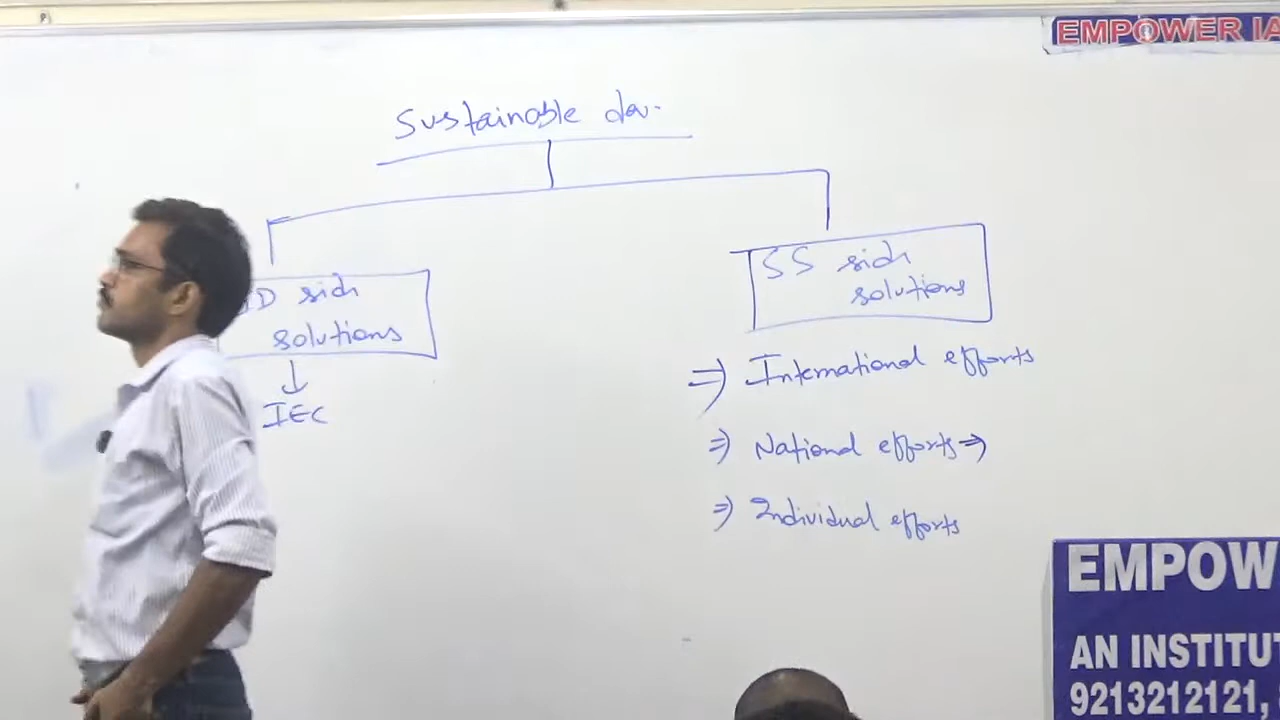 EMPOWER IA
Sustainable dev.
DD side
solutions
IEC
SS side
solutions
⇒ International efforts
⇒ National efforts ⇒
⇒ Individual efforts
EMPOW
AN INSTITUT
9213212121,